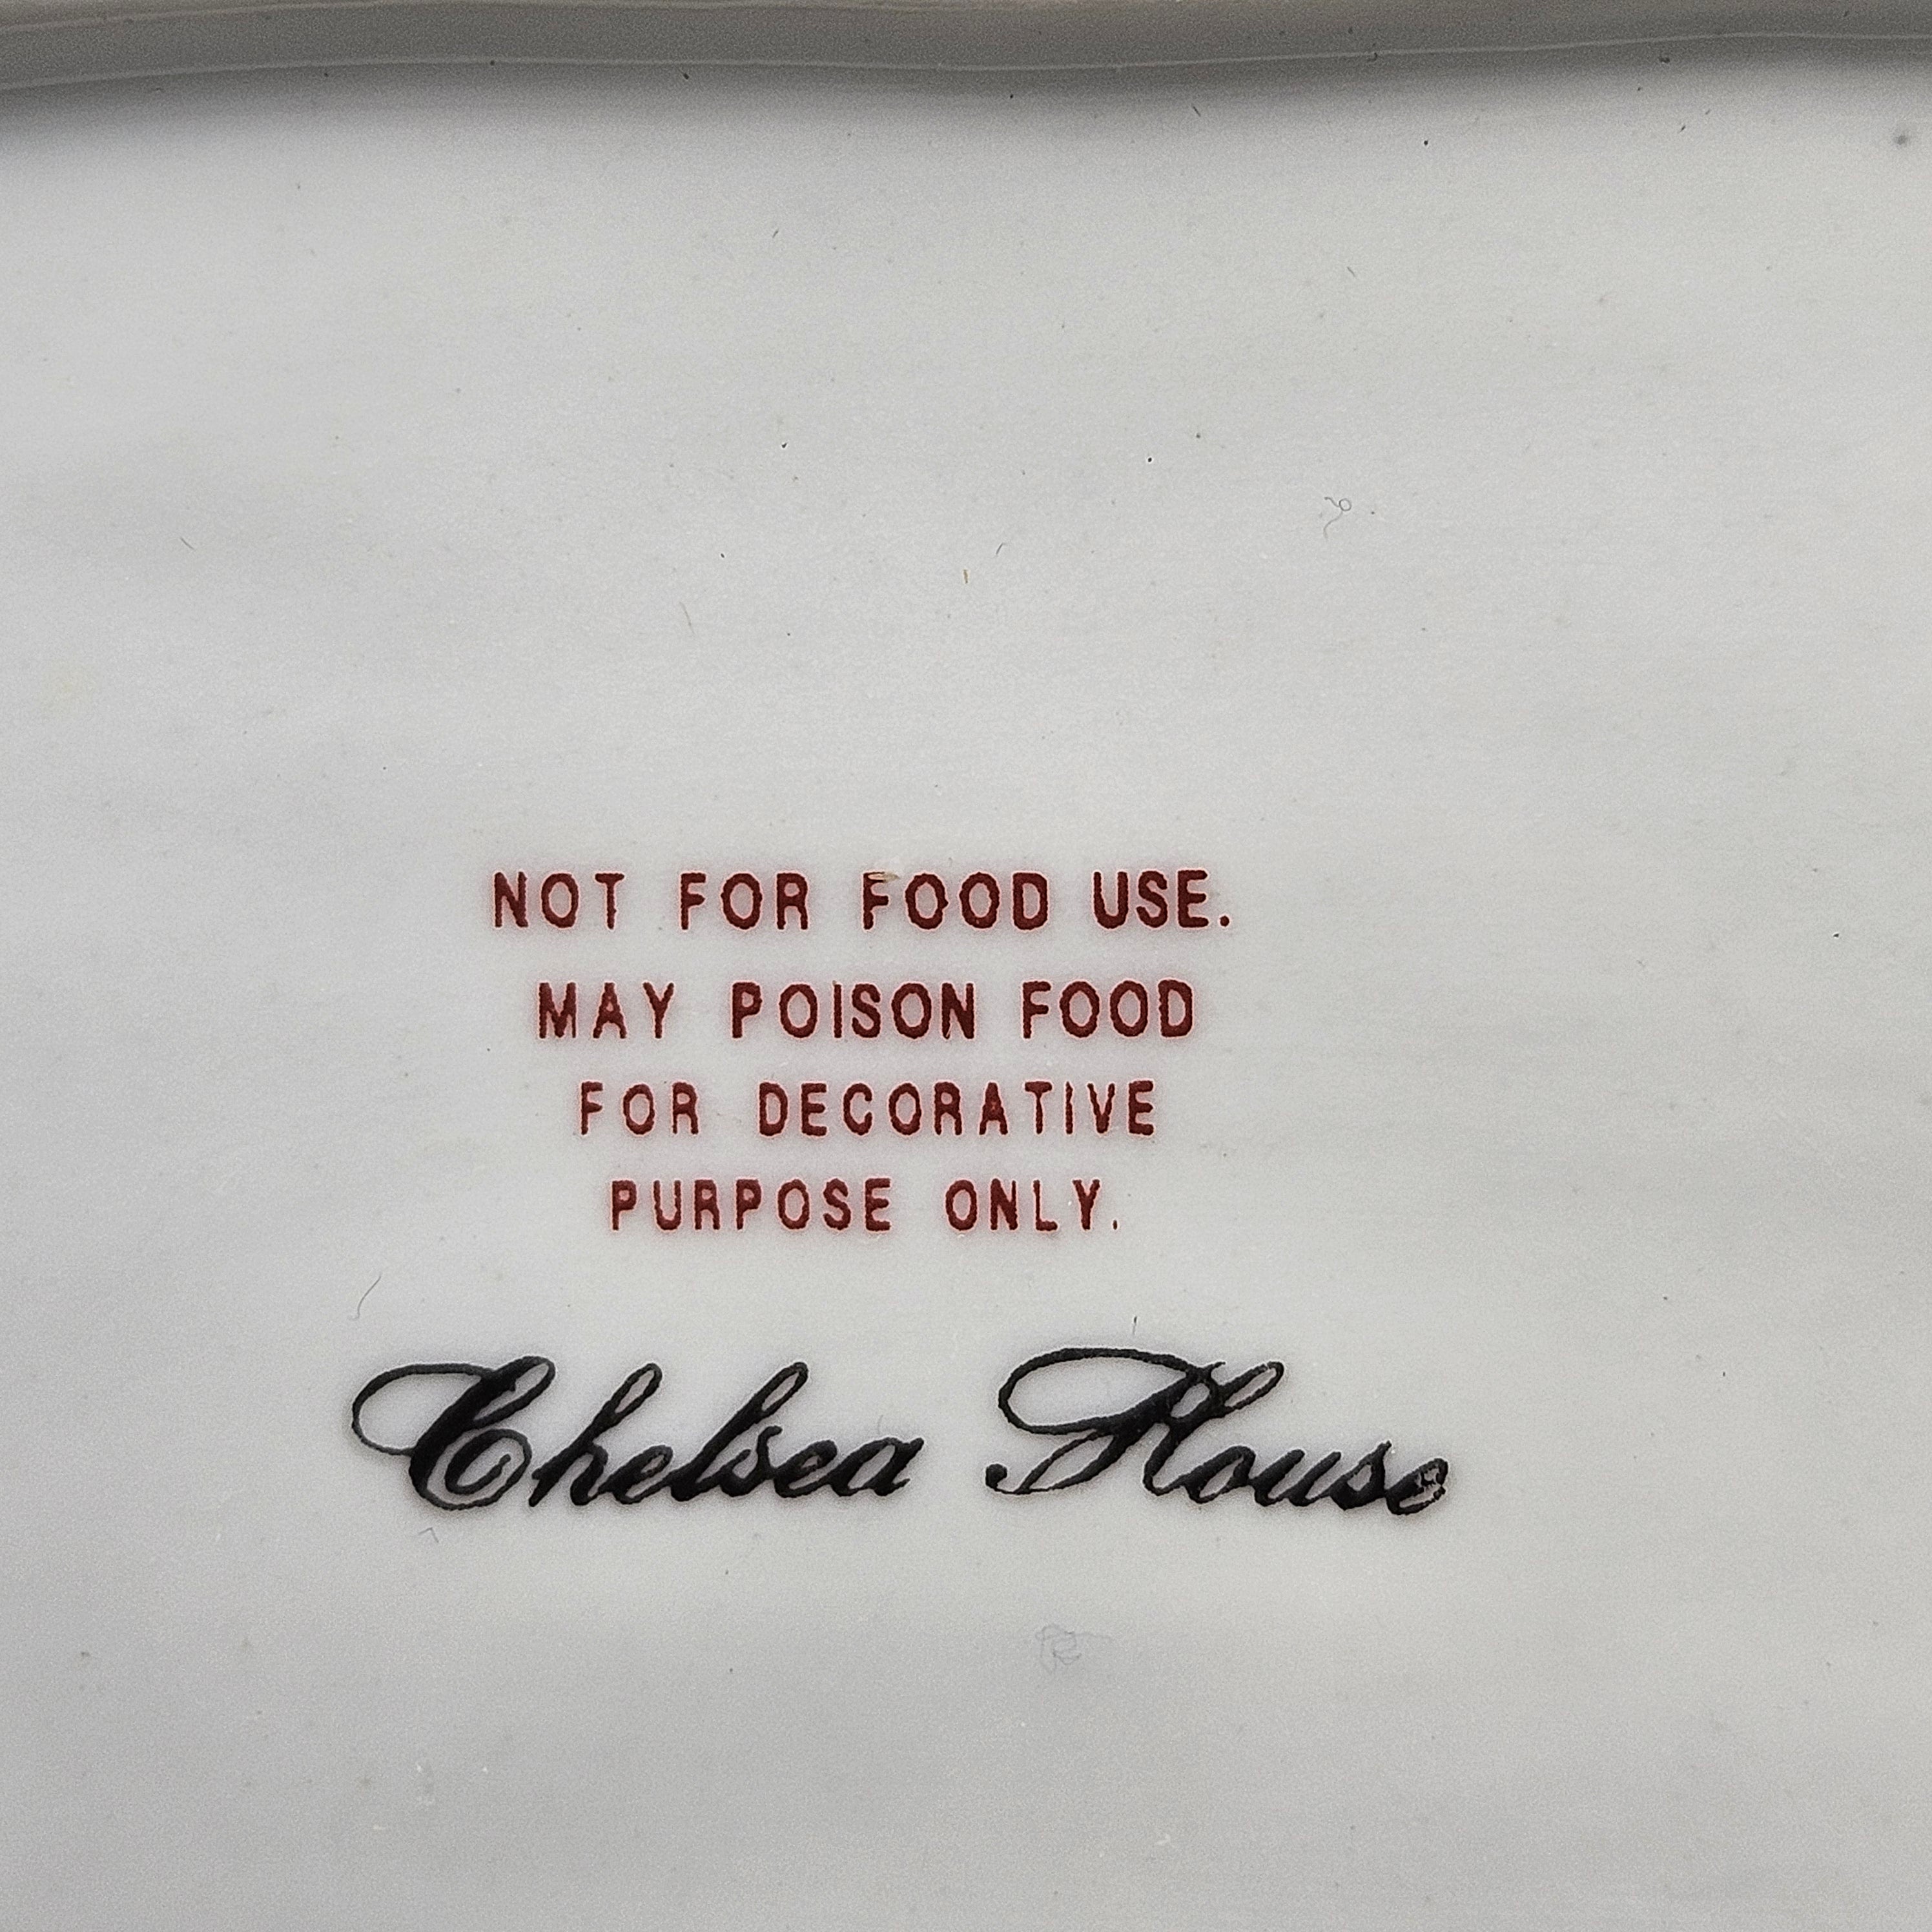 NOT FOR FOOD USE.
MAY POISON FOOD
FOR DECORATIVE
PURPOSE ONLY.
Chelsea House